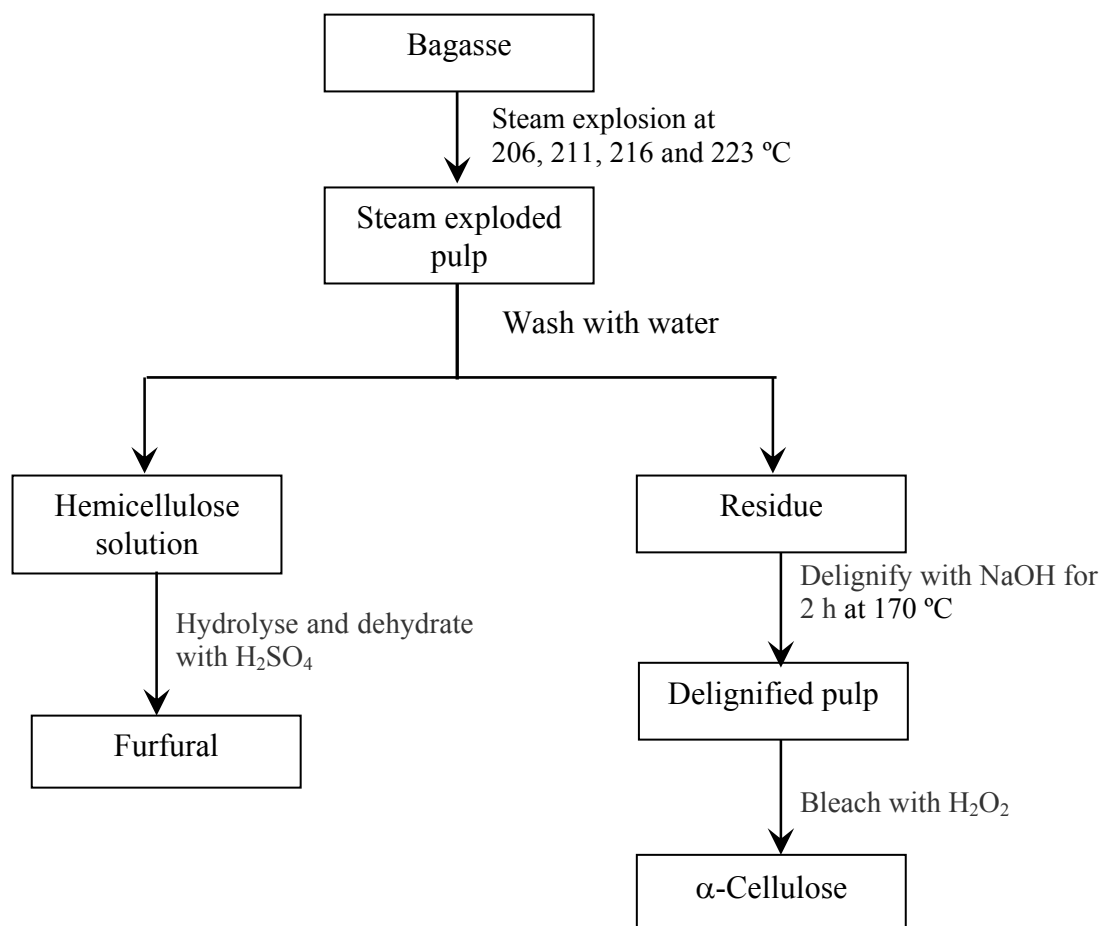 Bagasse
Steam explosion at
206, 211, 216 and 223 ºC
Steam exploded
pulp
Wash with water
Hemicellulose
solution
Residue
Hydrolyse and dehydrate
with H₂SO₄
Delignify with NaOH for
2 h at 170 ºC
Furfural
Delignified pulp
Bleach with H₂O₂
α-Cellulose